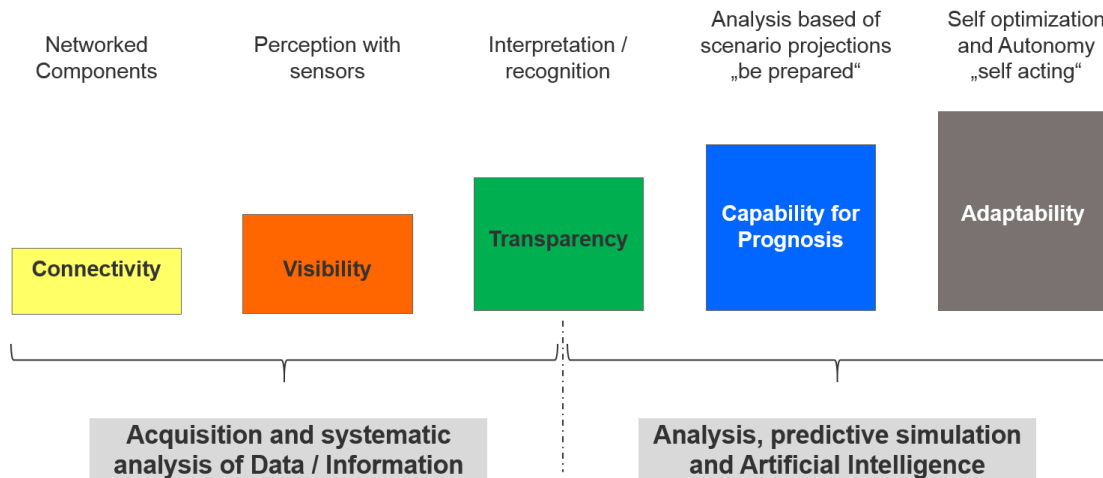 Networked
Components
Perception with
sensors
Interpretation /
recognition
Analysis based of
scenario projections
„be prepared“
Self optimization
and Autonomy
„self acting“
Connectivity
Visibility
Transparency
Capability for
Prognosis
Adaptability
Acquisition and systematic
analysis of Data / Information
Analysis, predictive simulation
and Artificial Intelligence